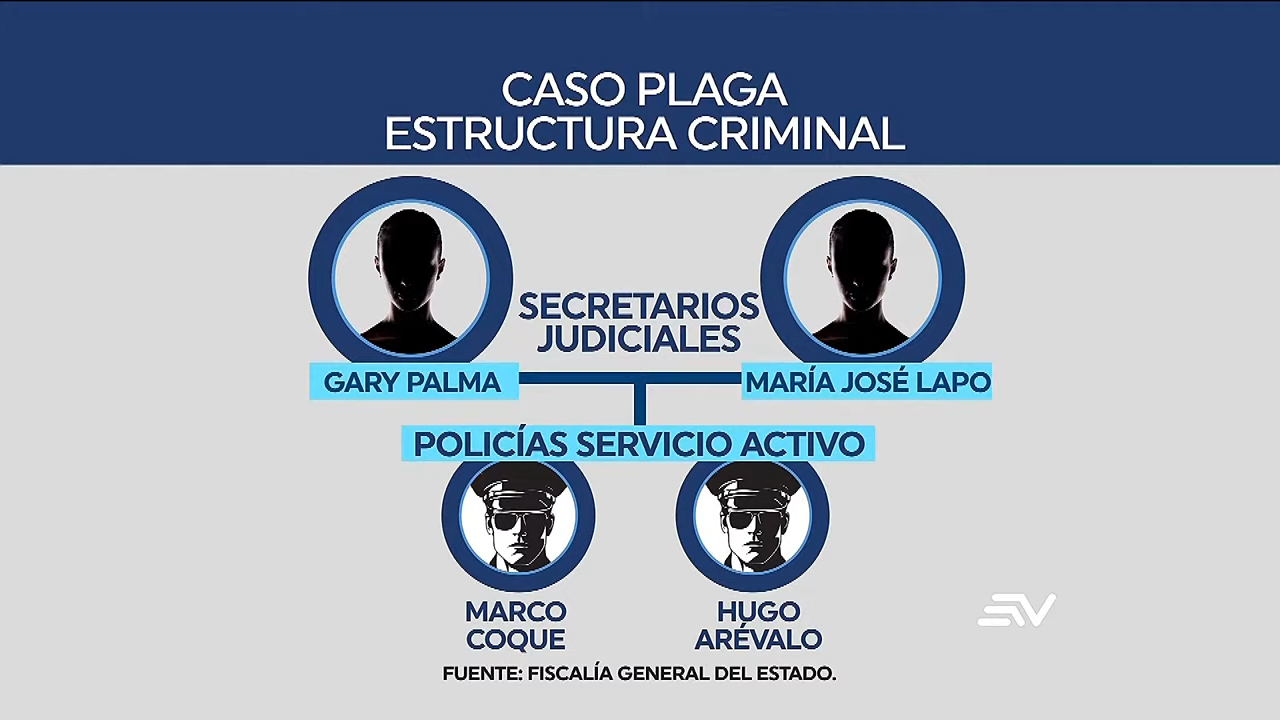 CASO PLAGA
ESTRUCTURA CRIMINAL
SECRETARIOS
JUDICIALES
GARY PALMA
MARÍA JOSÉ LAPO
POLICÍAS SERVICIO ACTIVO
MARCO
COQUE
HUGO
ARÉVALO
FUENTE: FISCALÍA GENERAL DEL ESTADO.